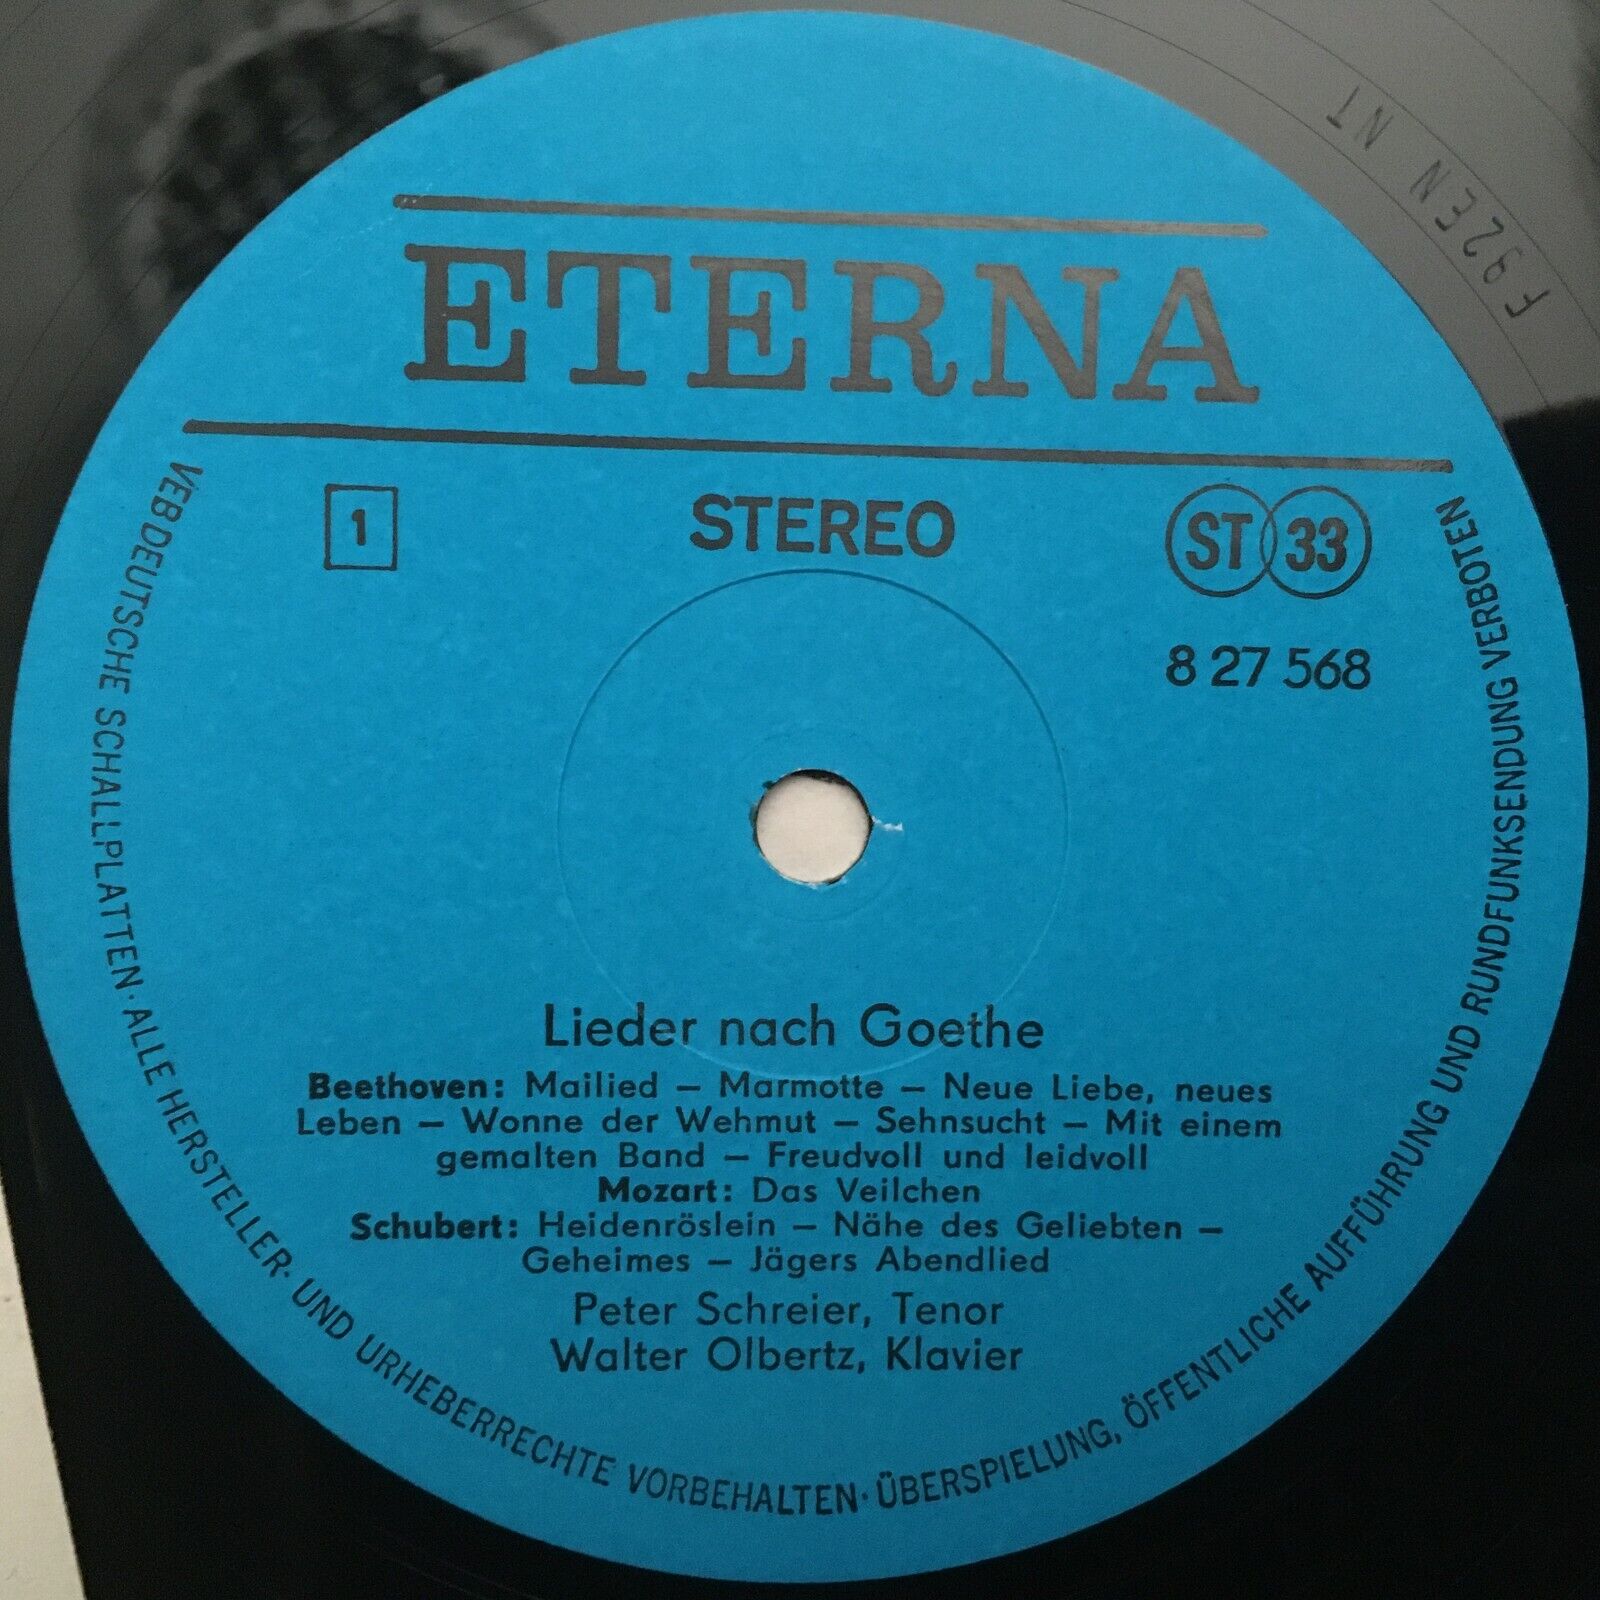 F92EN NT
ETERNA
1
STEREO
ST 33
8 27 568
Lieder nach Goethe
Beethoven: Mailied – Marmotte – Neue Liebe, neues
Leben – Wonne der Wehmut – Sehnsucht – Mit einem
gemalten Band – Freudvoll und leidvoll
Mozart: Das Veilchen
Schubert: Heidenröslein – Nähe des Geliebten –
Geheimes – Jägers Abendlied
Peter Schreier, Tenor
Walter Olbertz, Klavier
VEB DEUTSCHE SCHALLPLATTEN · ALLE HERSTELLER- UND URHEBERRECHTE VORBEHALTEN · ÜBERSPIELUNG, ÖFFENTLICHE AUFFÜHRUNG UND RUNDFUNKSENDUNG VERBOTEN